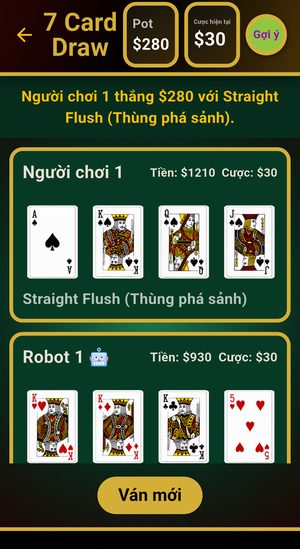 7 Card
Draw
Pot
$280
Cược hiện tại
$30
Gợi ý
Người chơi 1 thắng $280 với Straight
Flush (Thùng phá sảnh).
Người chơi 1
Tiền: $1210 Cược: $30
A K Q J
A K Q J
Straight Flush (Thùng phá sảnh)
Robot 1
Tiền: $930 Cược: $30
K K K 5
K K K 5
Ván mới